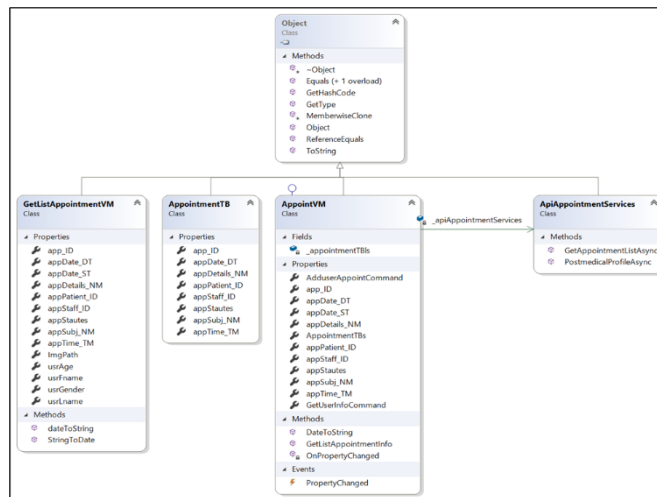 Object
Class
Methods
~Object
Equals (+ 1 overload)
GetHashCode
GetType
MemberwiseClone
Object
ReferenceEquals
ToString
GetListAppointmentVM
Class
Properties
app_ID
appDate_DT
appDate_ST
appDetails_NM
appPatient_ID
appStaff_ID
appStautes
appSubj_NM
appTime_TM
ImgPath
usrAge
usrFname
usrGender
usrLname
Methods
dateToString
StringToDate
AppointmentTB
Class
Properties
app_ID
appDate_DT
appDetails_NM
appPatient_ID
appStaff_ID
appStautes
appSubj_NM
appTime_TM
AppointVM
Class
Fields
_appointmentTBls
Properties
AdduserAppointCommand
app_ID
appDate_DT
appDate_ST
appDetails_NM
AppointmentTBs
appPatient_ID
appStaff_ID
appStautes
appSubj_NM
appTime_TM
GetUserInfoCommand
Methods
DateToString
GetListAppointmentInfo
OnPropertyChanged
Events
PropertyChanged
_apiAppointmentServices
ApiAppointmentServices
Class
Methods
GetAppointmentListAsync
PostmedicalProfileAsync